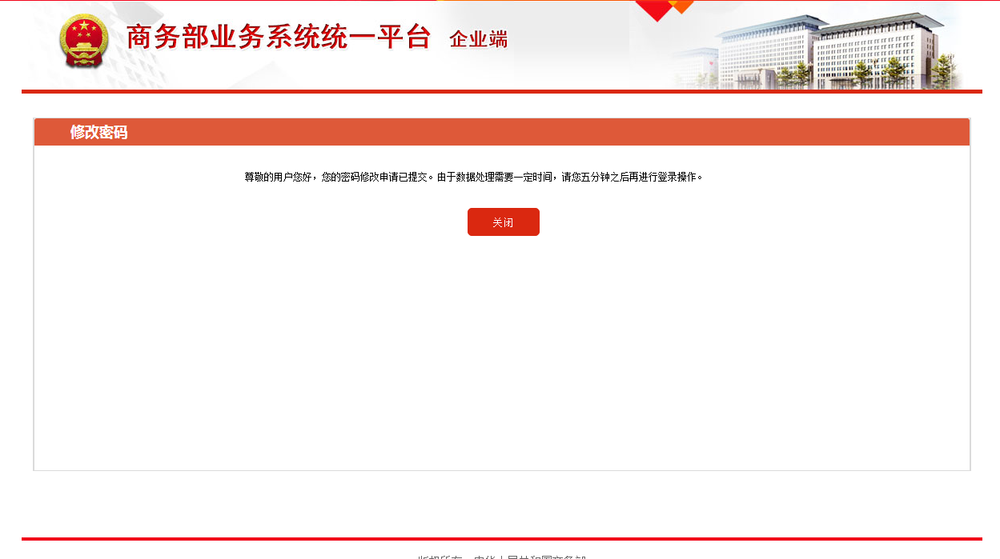 商务部业务系统统一平台 企业端
修改密码
尊敬的用户您好，您的密码修改申请已提交。由于数据处理需要一定时间，请您五分钟之后再进行登录操作。
关闭